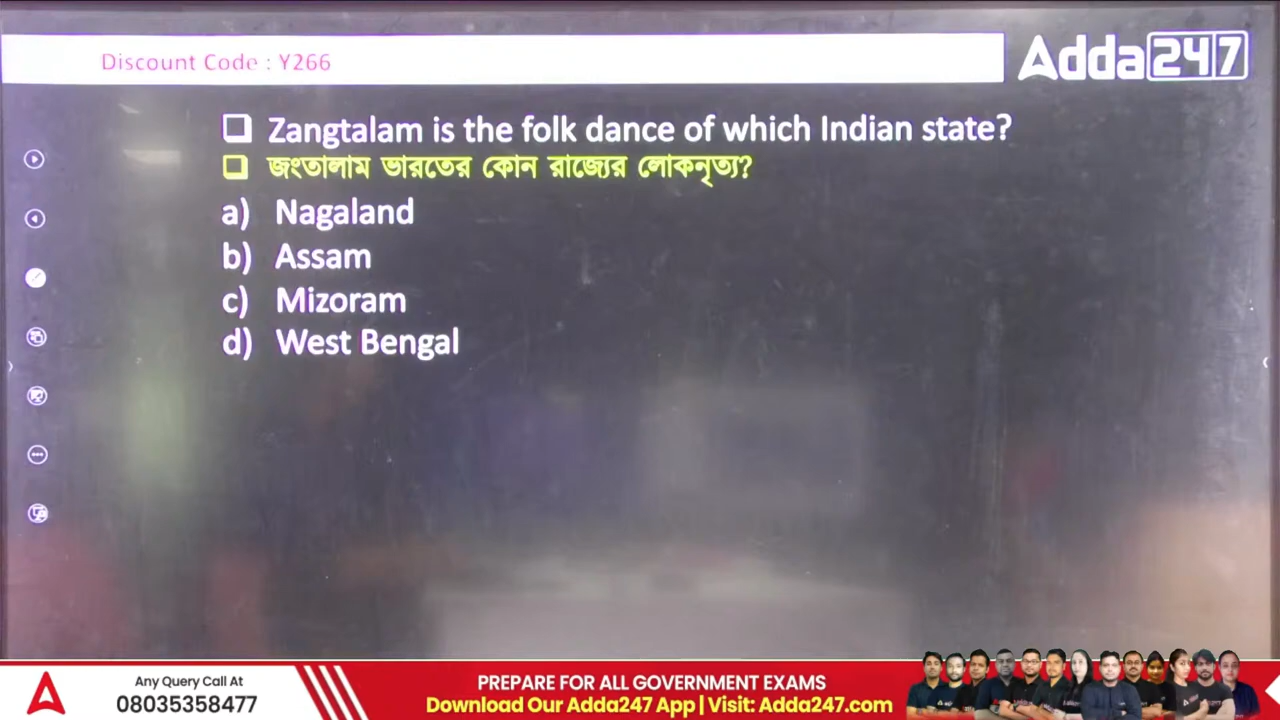 Discount Code : Y266
Adda247
Zangtalam is the folk dance of which Indian state?
জংতালাম ভারতের কোন রাজ্যের লোকনৃত্য?
a) Nagaland
b) Assam
c) Mizoram
d) West Bengal
Any Query Call At
08035358477
PREPARE FOR ALL GOVERNMENT EXAMS
Download Our Adda247 App | Visit: Adda247.com